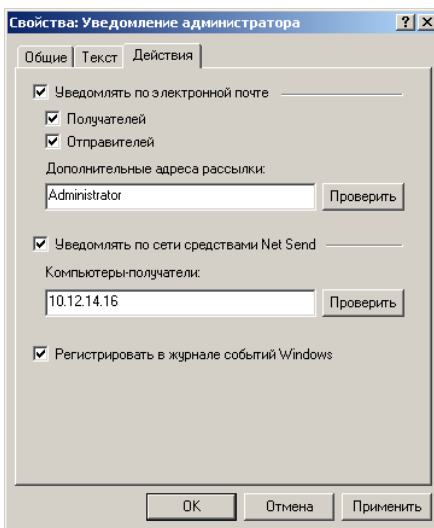 Свойства: Уведомление администратора
Общие Текст Действия
Уведомлять по электронной почте
Получателей
Отправителей
Дополнительные адреса рассылки:
Administrator Проверить
Уведомлять по сети средствами Net Send
Компьютеры-получатели:
10.12.14.16 Проверить
Регистрировать в журнале событий Windows
OK Отмена Применить